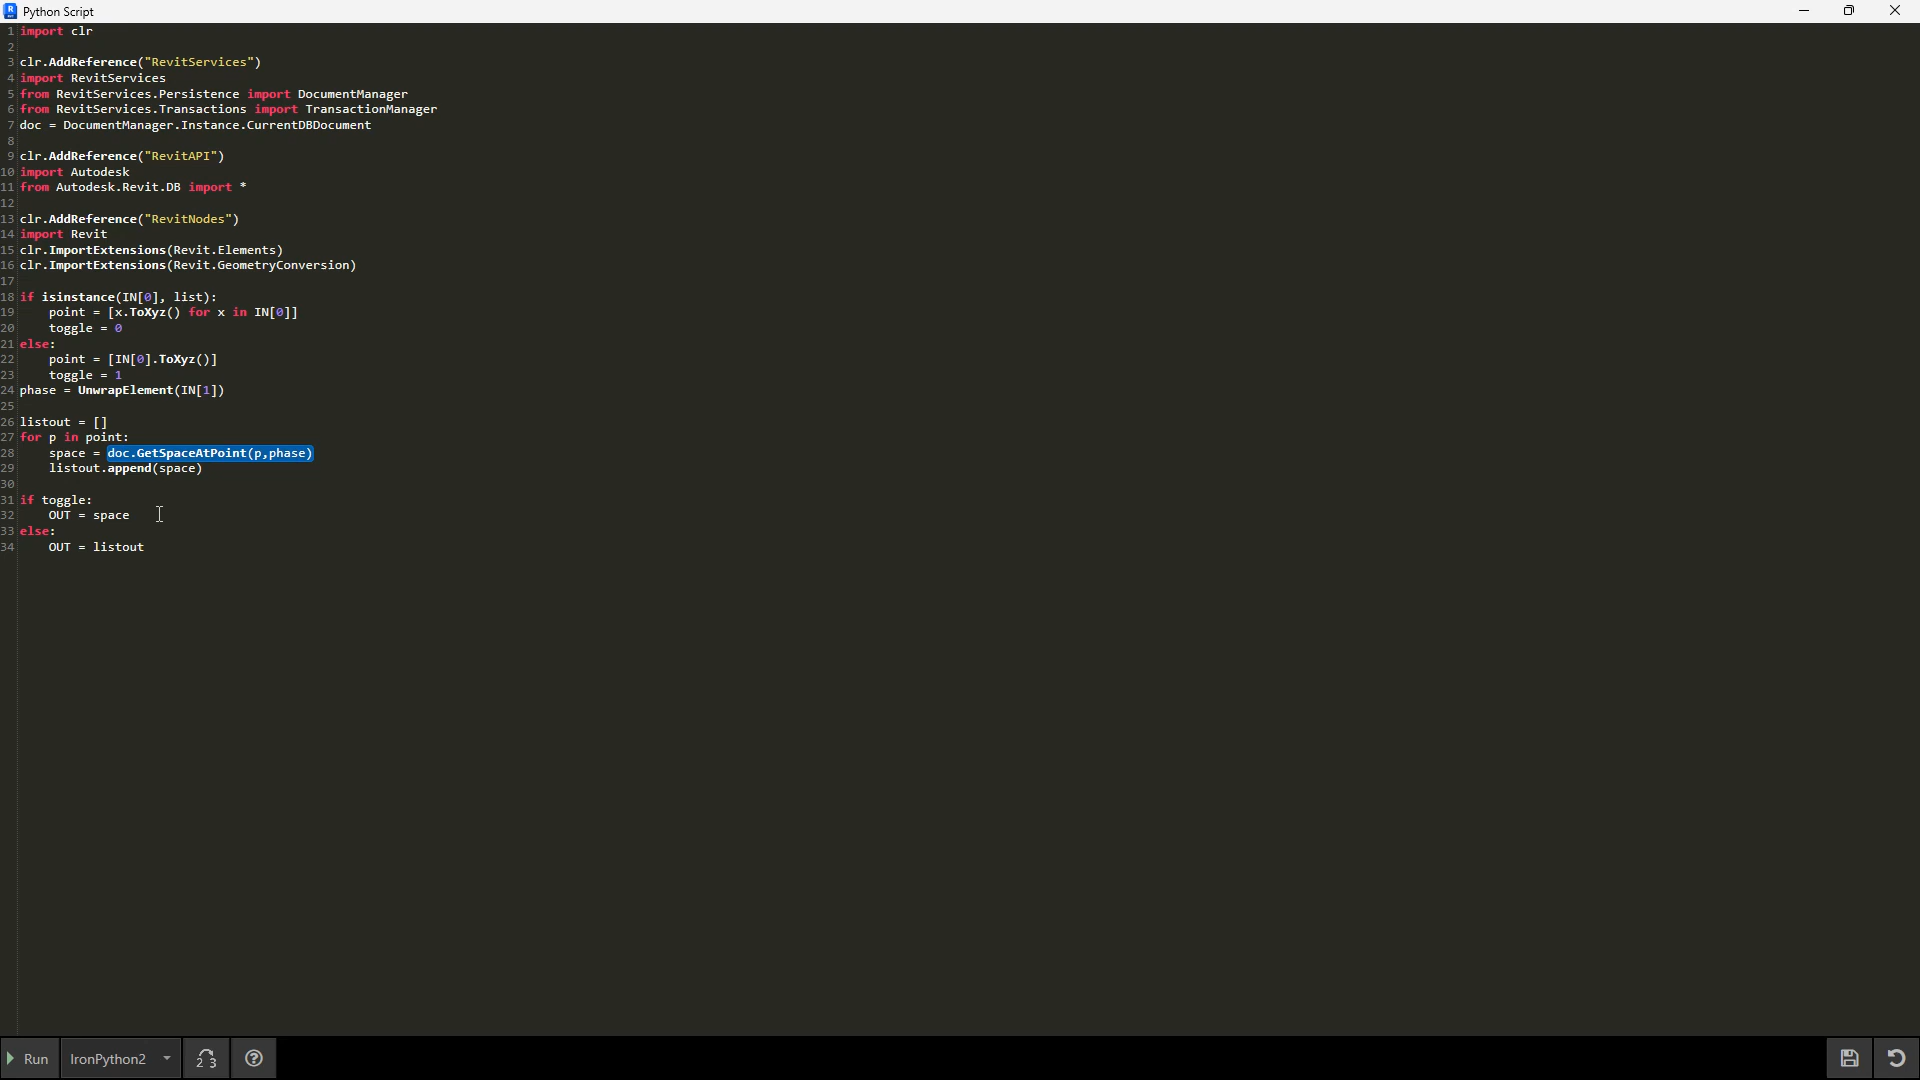 Python Script
1 import clr
2
3 clr.AddReference("RevitServices")
4 import RevitServices
5 from RevitServices.Persistence import DocumentManager
6 from RevitServices.Transactions import TransactionManager
7 doc = DocumentManager.Instance.CurrentDBDocument
8
9 clr.AddReference("RevitAPI")
10 import Autodesk
11 from Autodesk.Revit.DB import *
12
13 clr.AddReference("RevitNodes")
14 import Revit
15 clr.ImportExtensions(Revit.Elements)
16 clr.ImportExtensions(Revit.GeometryConversion)
17
18 if isinstance(IN[0], list):
19     point = [x.ToXyz() for x in IN[0]]
20     toggle = 0
21 else:
22     point = [IN[0].ToXyz()]
23     toggle = 1
24 phase = UnwrapElement(IN[1])
25
26 listout = []
27 for p in point:
28     space = doc.GetSpaceAtPoint(p,phase)
29     listout.append(space)
30
31 if toggle:
32     OUT = space
33 else:
34     OUT = listout
Run IronPython2 2 3